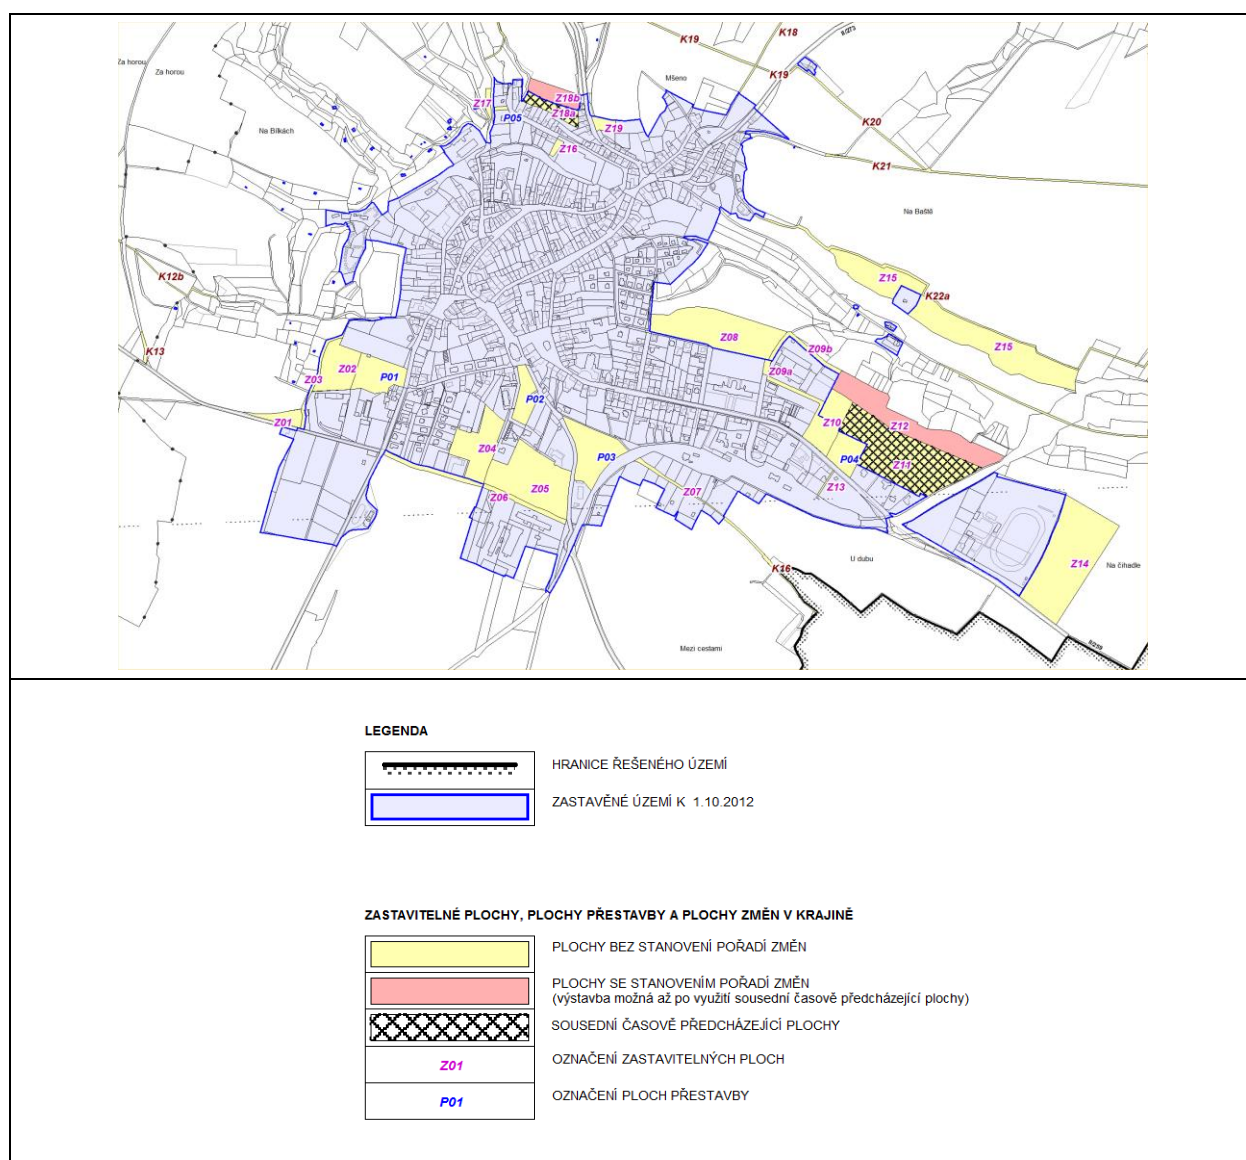 K19
K18
II/273
Za horou
Za horou
Mšeno
K19
Z17
Z18b
Z18a
P05
Z19
K20
Na Bílkách
Z16
K21
Na Baště
K12b
Z15
K22a
Z08
Z15
K13
Z09b
Z02
Z09a
Z03
P01
P02
Z01
Z10
Z12
Z04
P03
P04
Z11
Z05
Z06
Z07
Z13
U dubu
K16
Z14
Na čihadle
Mezi cestami
II/259
LEGENDA
HRANICE ŘEŠENÉHO ÚZEMÍ
ZASTAVĚNÉ ÚZEMÍ K 1.10.2012
ZASTAVITELNÉ PLOCHY, PLOCHY PŘESTAVBY A PLOCHY ZMĚN V KRAJINĚ
PLOCHY BEZ STANOVENÍ POŘADÍ ZMĚN
PLOCHY SE STANOVENÍM POŘADÍ ZMĚN
(výstavba možná až po využití sousední časově předcházející plochy)
SOUSEDNÍ ČASOVĚ PŘEDCHÁZEJÍCÍ PLOCHY
Z01
OZNAČENÍ ZASTAVITELNÝCH PLOCH
P01
OZNAČENÍ PLOCH PŘESTAVBY